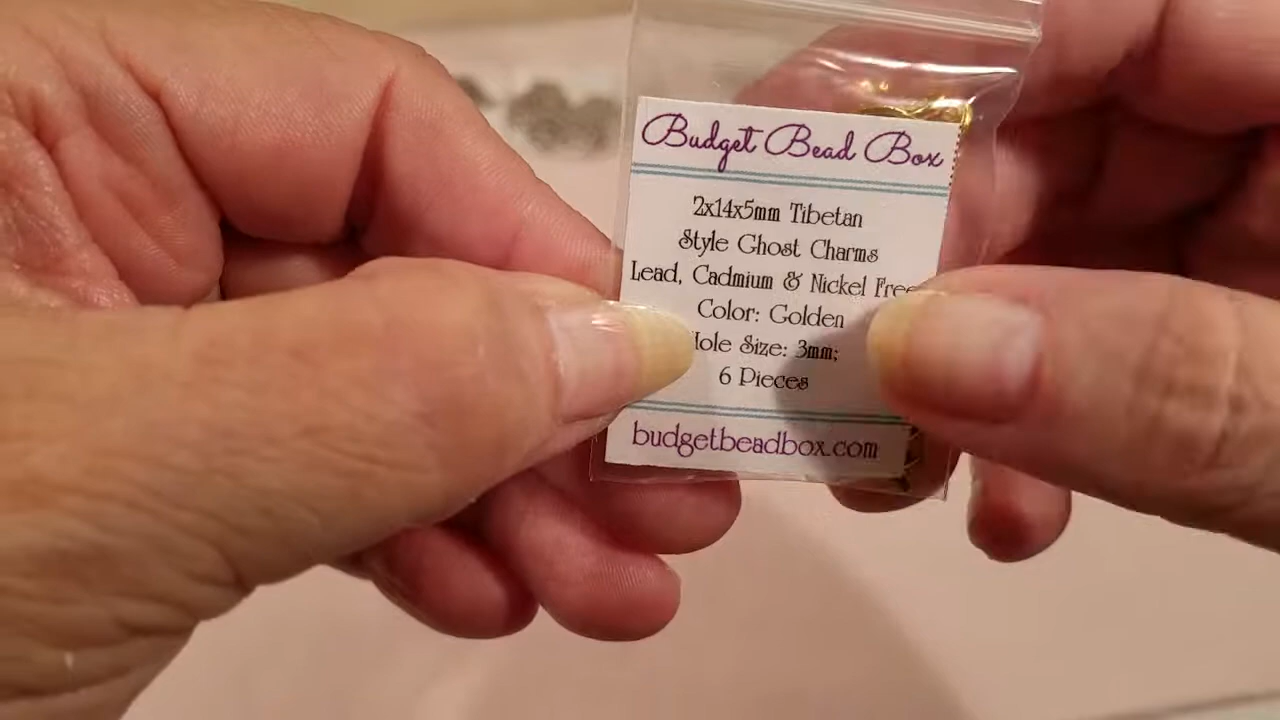 Budget Bead Box
2x14x5mm Tibetan
Style Ghost Charms
Lead, Cadmium & Nickel Free
Color: Golden
Hole Size: 3mm;
6 Pieces
budgetbeadbox.com